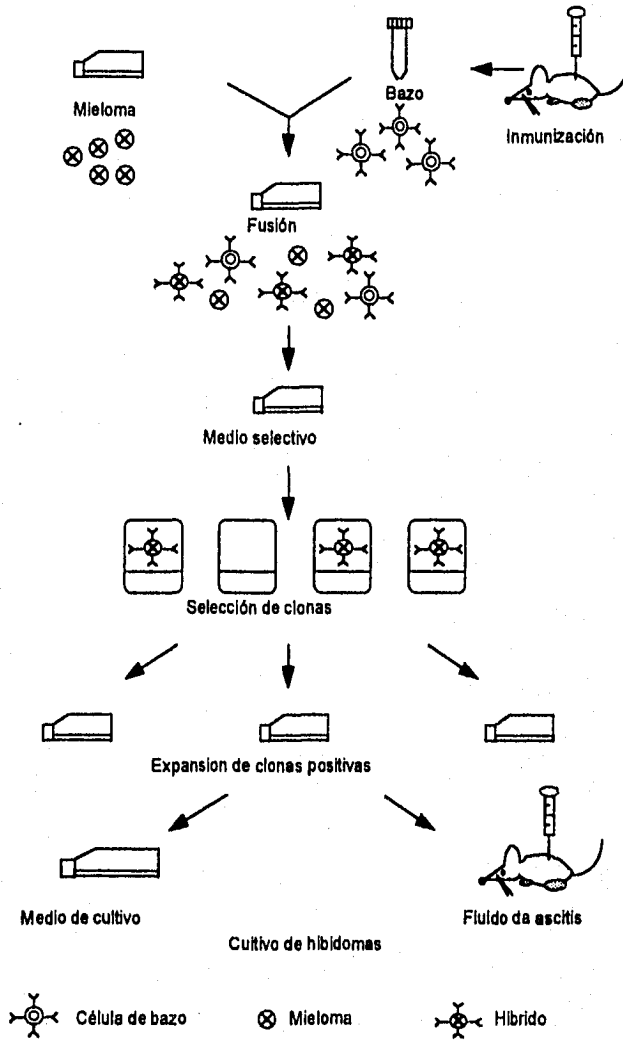 Mieloma
Bazo
Inmunización
Fusión
Medio selectivo
Selección de clonas
Expansion de clonas positivas
Medio de cultivo
Fluido da ascitis
Cultivo de hibidomas
Célula de bazo
Mieloma
Hibrido